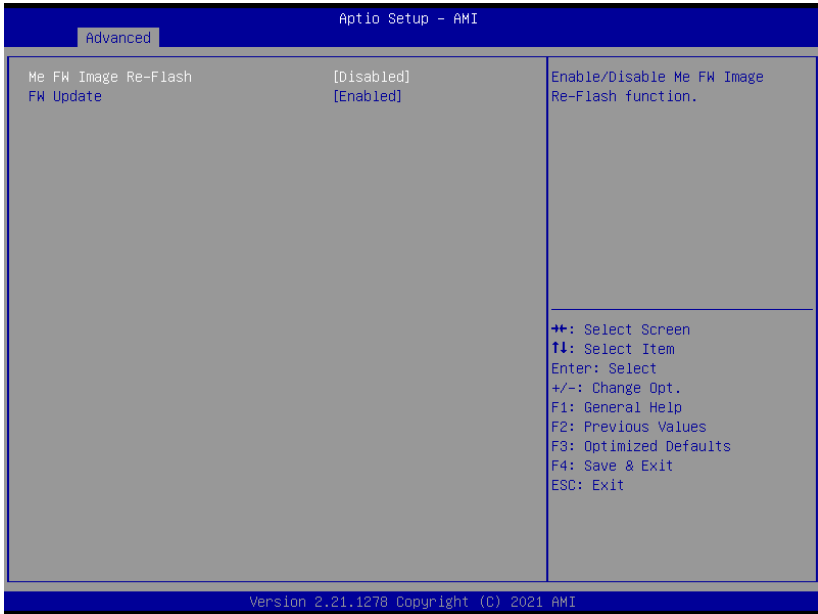 Aptio Setup – AMI
Advanced
Me FW Image Re-Flash [Disabled]
FW Update [Enabled]
Enable/Disable Me FW Image
Re-Flash function.
→←: Select Screen
↑↓: Select Item
Enter: Select
+/-: Change Opt.
F1: General Help
F2: Previous Values
F3: Optimized Defaults
F4: Save & Exit
ESC: Exit
Version 2.21.1278 Copyright (C) 2021 AMI